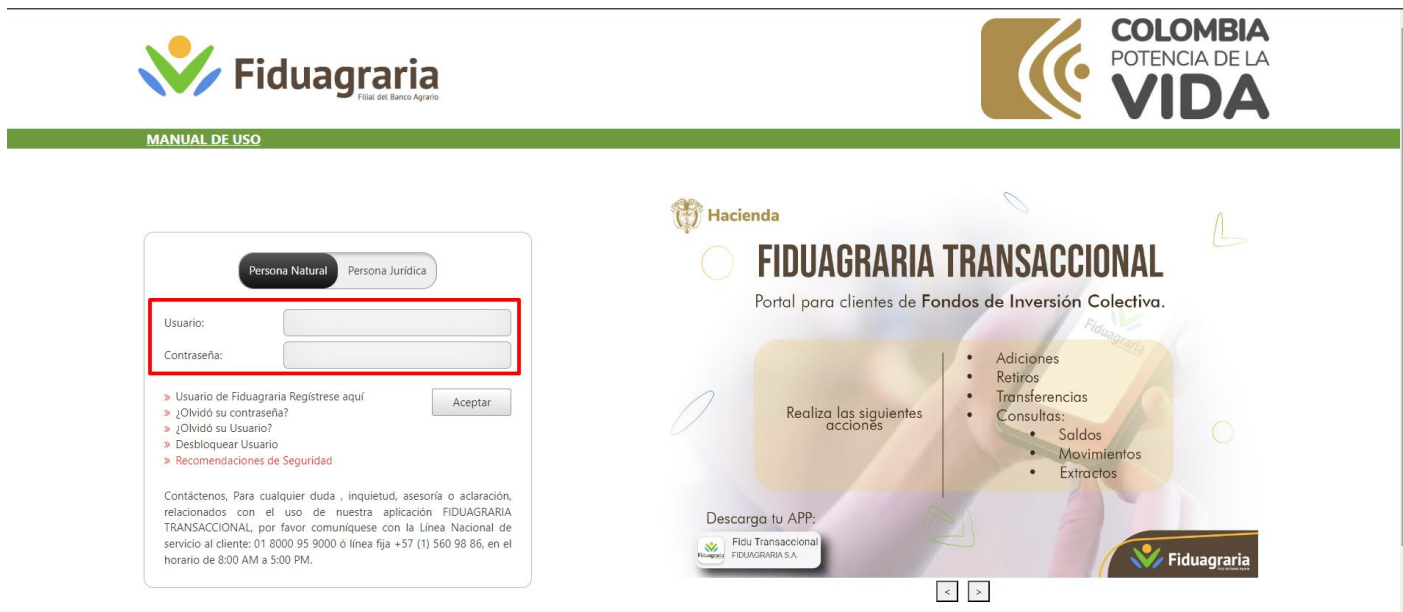 Fiduagraria
Filial del Banco Agrario
COLOMBIA
POTENCIA DE LA
VIDA
MANUAL DE USO
Persona Natural
Persona Jurídica
Usuario:
Contraseña:
» Usuario de Fiduagraria Regístrese aquí
» ¿Olvidó su contraseña?
» ¿Olvidó su Usuario?
» Desbloquear Usuario
» Recomendaciones de Seguridad
Aceptar
Contáctenos, Para cualquier duda , inquietud, asesoría o aclaración,
relacionados con el uso de nuestra aplicación FIDUAGRARIA
TRANSACCIONAL, por favor comuníquese con la Línea Nacional de
servicio al cliente: 01 8000 95 9000 ó línea fija +57 (1) 560 98 86, en el
horario de 8:00 AM a 5:00 PM.
Hacienda
FIDUAGRARIA TRANSACCIONAL
Portal para clientes de Fondos de Inversión Colectiva.
Fiduagraria
Realiza las siguientes
acciones
• Adiciones
• Retiros
• Transferencias
• Consultas:
• Saldos
• Movimientos
• Extractos
Descarga tu APP:
Fiduagraria
Fidu Transaccional
FIDUAGRARIA S.A.
Fiduagraria
< >